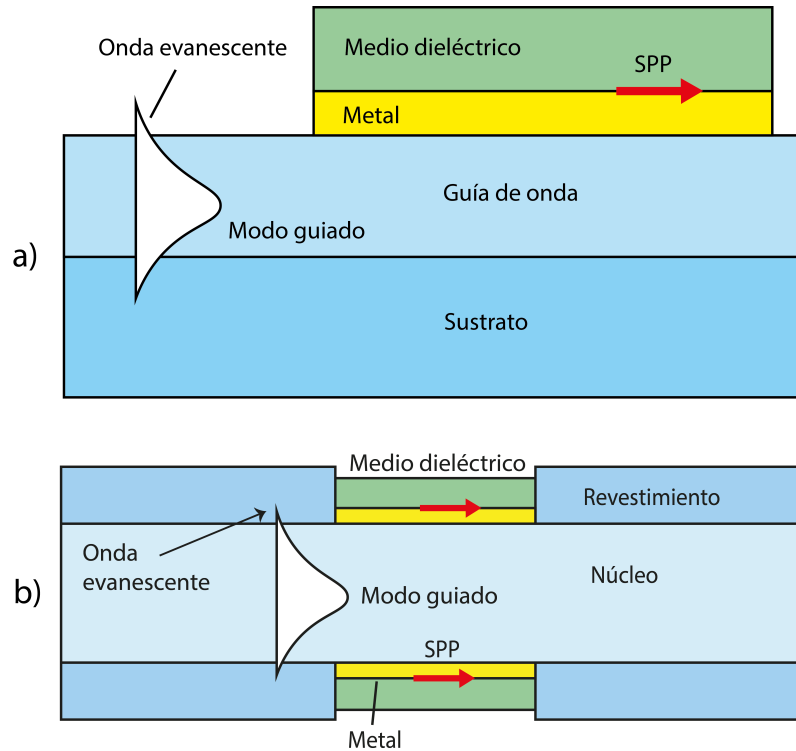 Onda evanescente
Medio dieléctrico
SPP
Metal
Guía de onda
Modo guiado
a)
Sustrato
Medio dieléctrico
Revestimiento
Onda
evanescente
Núcleo
b)
Modo guiado
SPP
Metal